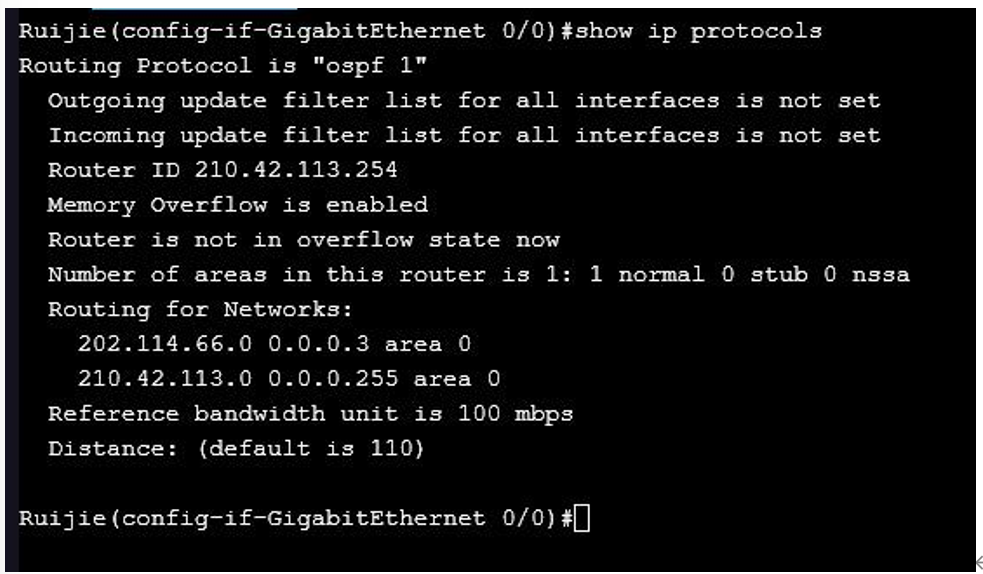 Ruijie(config-if-GigabitEthernet 0/0)#show ip protocols
Routing Protocol is "ospf 1"
  Outgoing update filter list for all interfaces is not set
  Incoming update filter list for all interfaces is not set
  Router ID 210.42.113.254
  Memory Overflow is enabled
  Router is not in overflow state now
  Number of areas in this router is 1: 1 normal 0 stub 0 nssa
  Routing for Networks:
    202.114.66.0 0.0.0.3 area 0
    210.42.113.0 0.0.0.255 area 0
  Reference bandwidth unit is 100 mbps
  Distance: (default is 110)
Ruijie(config-if-GigabitEthernet 0/0)#